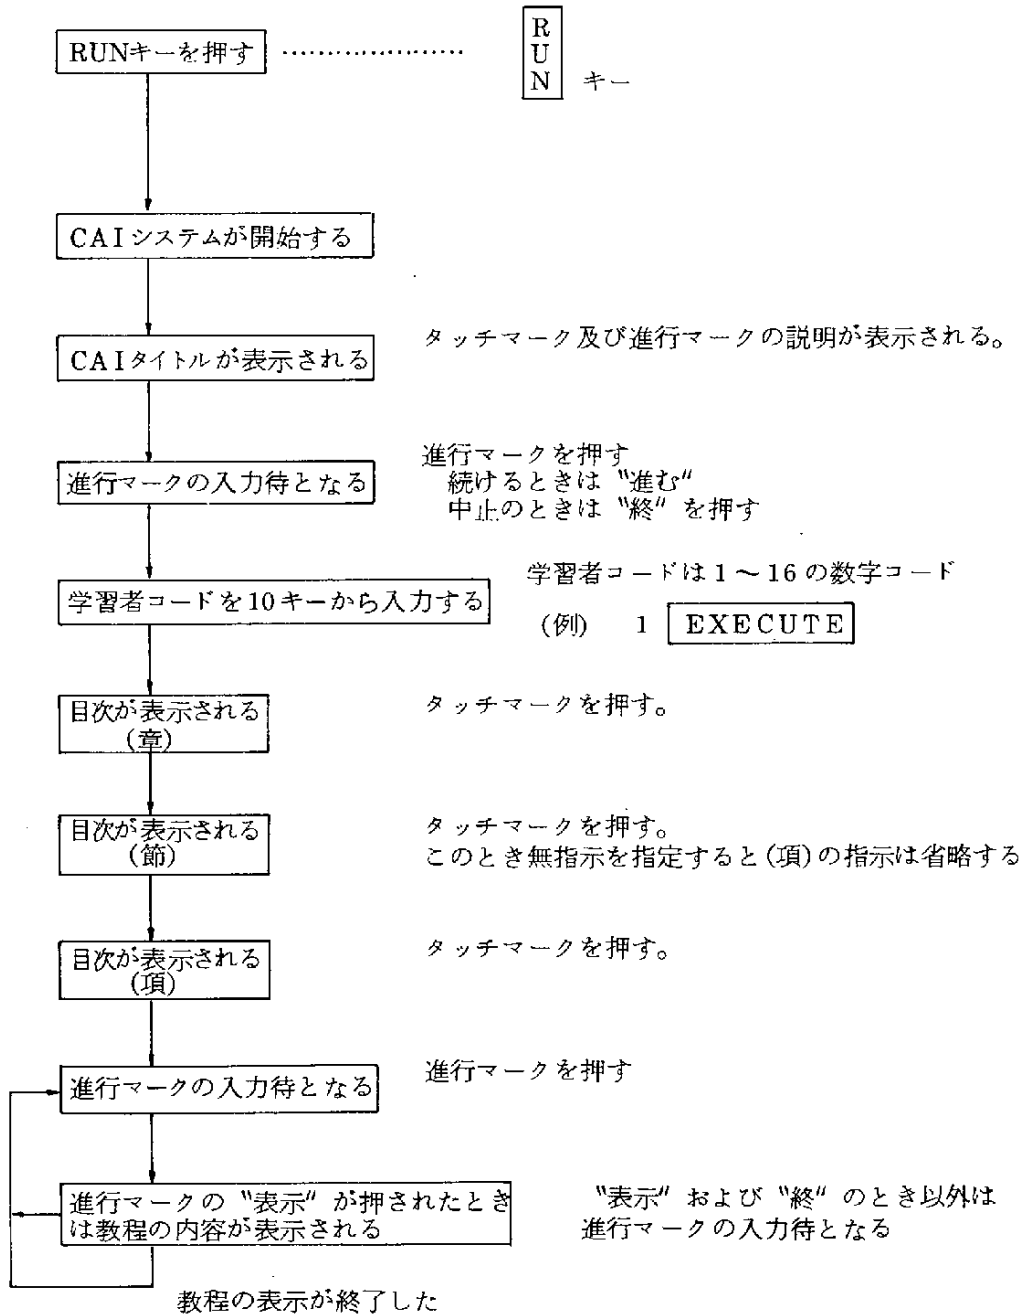 RUNキーを押す ····················
R
U
N
キー
CAIシステムが開始する
タッチマーク及び進行マークの説明が表示される。
CAIタイトルが表示される
進行マークの入力待となる
進行マークを押す
続けるときは〝進む〟
中止のときは〝終〟を押す
学習者コードを10キーから入力する
学習者コードは1〜16の数字コード
(例) 1 EXECUTE
目次が表示される
(章)
タッチマークを押す。
目次が表示される
(節)
タッチマークを押す。
このとき無指示を指定すると(項)の指示は省略する
目次が表示される
(項)
タッチマークを押す。
進行マークの入力待となる
進行マークを押す
進行マークの〝表示〟が押されたとき
は教程の内容が表示される
〝表示〟および〝終〟のとき以外は
進行マークの入力待となる
教程の表示が終了した